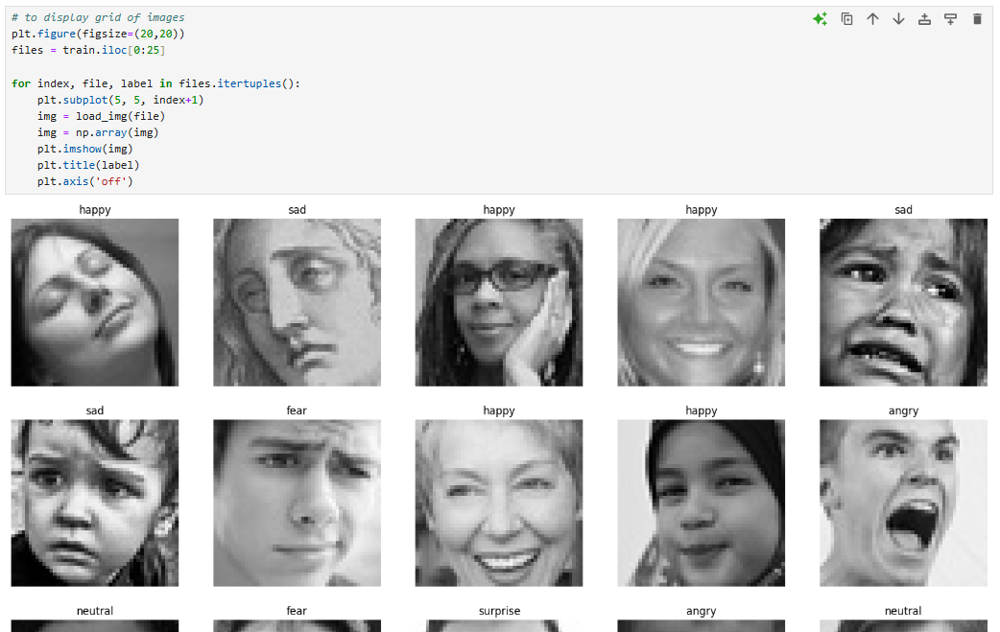 # to display grid of images
plt.figure(figsize=(20,20))
files = train.iloc[0:25]
for index, file, label in files.itertuples():
    plt.subplot(5, 5, index+1)
    img = load_img(file)
    img = np.array(img)
    plt.imshow(img)
    plt.title(label)
    plt.axis('off')
happy sad happy happy sad
sad fear happy happy angry
neutral fear surprise angry neutral